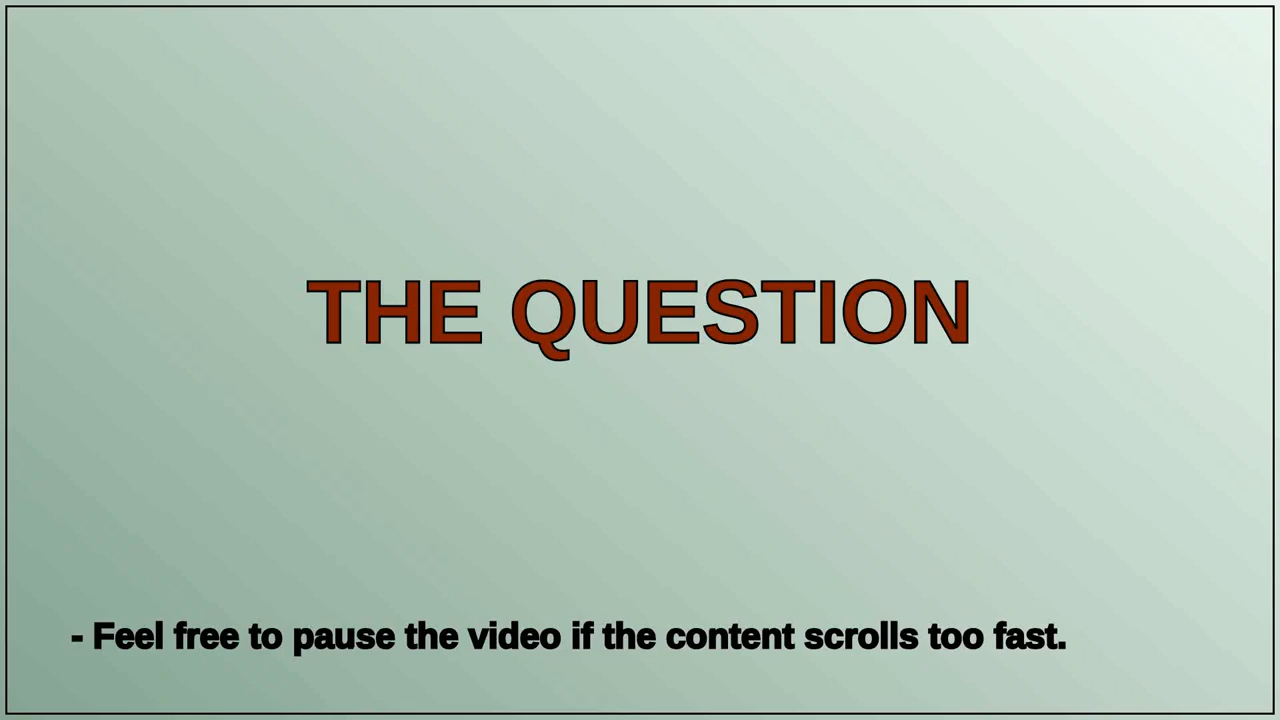 THE QUESTION
- Feel free to pause the video if the content scrolls too fast.